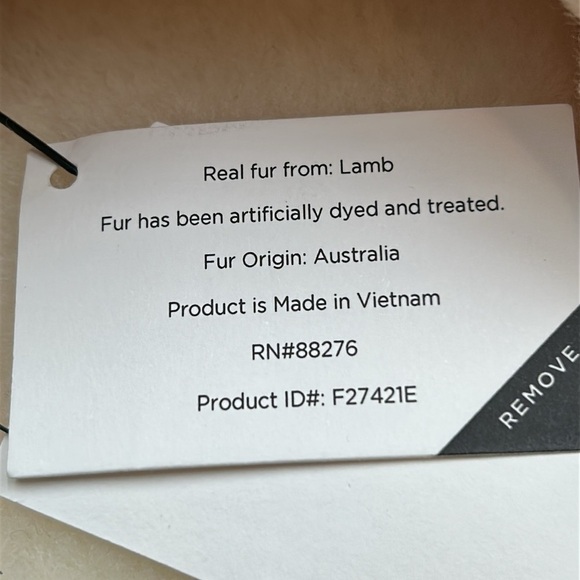 Real fur from: Lamb
Fur has been artificially dyed and treated.
Fur Origin: Australia
Product is Made in Vietnam
RN#88276
Product ID#: F27421E
REMOVE